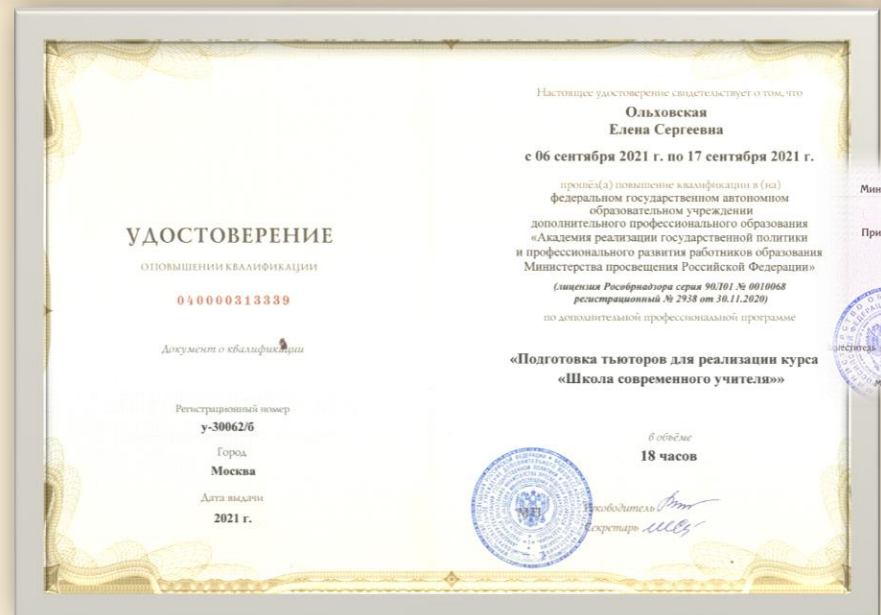 УДОСТОВЕРЕНИЕ
О ПОВЫШЕНИИ КВАЛИФИКАЦИИ
040000313339
Документ о квалификации
Регистрационный номер
у-30062/б
Город
Москва
Дата выдачи
2021 г.
Настоящее удостоверение свидетельствует о том, что
Ольховская
Елена Сергеевна
с 06 сентября 2021 г. по 17 сентября 2021 г.
прошёл(а) повышение квалификации в (на)
федеральном государственном автономном
образовательном учреждении
дополнительного профессионального образования
«Академия реализации государственной политики
и профессионального развития работников образования
Министерства просвещения Российской Федерации»
(лицензия Рособрнадзора серия 90Л01 № 0010068
регистрационный № 2938 от 30.11.2020)
по дополнительной профессиональной программе
«Подготовка тьюторов для реализации курса
«Школа современного учителя»»
в объёме
18 часов
М.П.
Руководитель
Секретарь
Мин
При